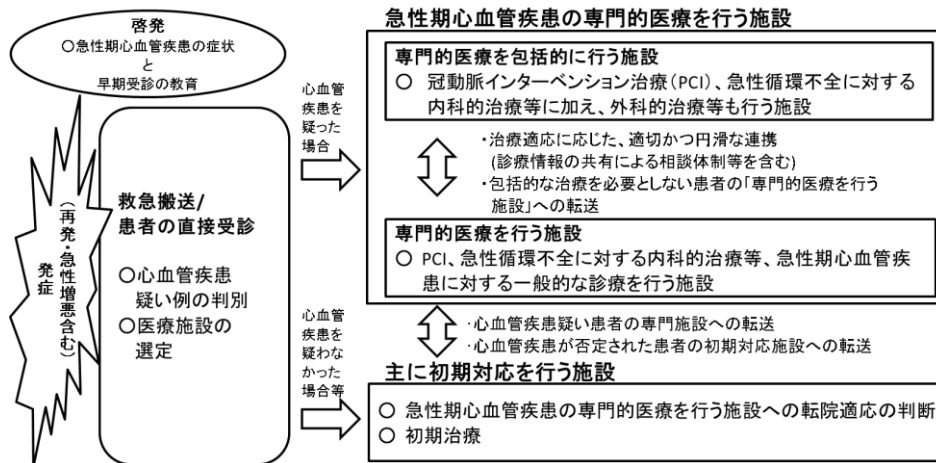 啓発
○急性期心血管疾患の症状
と
早期受診の教育
発症
(再発・急性増悪含む)
救急搬送/
患者の直接受診
○心血管疾患
疑い例の判別
○医療施設の
選定
心血管
疾患を
疑った
場合
心血管
疾患を
疑わな
かった
場合等
急性期心血管疾患の専門的医療を行う施設
専門的医療を包括的に行う施設
○ 冠動脈インターベンション治療(PCI)、急性循環不全に対する
内科的治療等に加え、外科的治療等も行う施設
・治療適応に応じた、適切かつ円滑な連携
(診療情報の共有による相談体制等を含む)
・包括的な治療を必要としない患者の「専門的医療を行う
施設」への転送
専門的医療を行う施設
○ PCI、急性循環不全に対する内科的治療等、急性期心血管疾
患に対する一般的な診療を行う施設
・心血管疾患疑い患者の専門施設への転送
・心血管疾患が否定された患者の初期対応施設への転送
主に初期対応を行う施設
○ 急性期心血管疾患の専門的医療を行う施設への転院適応の判断
○ 初期治療